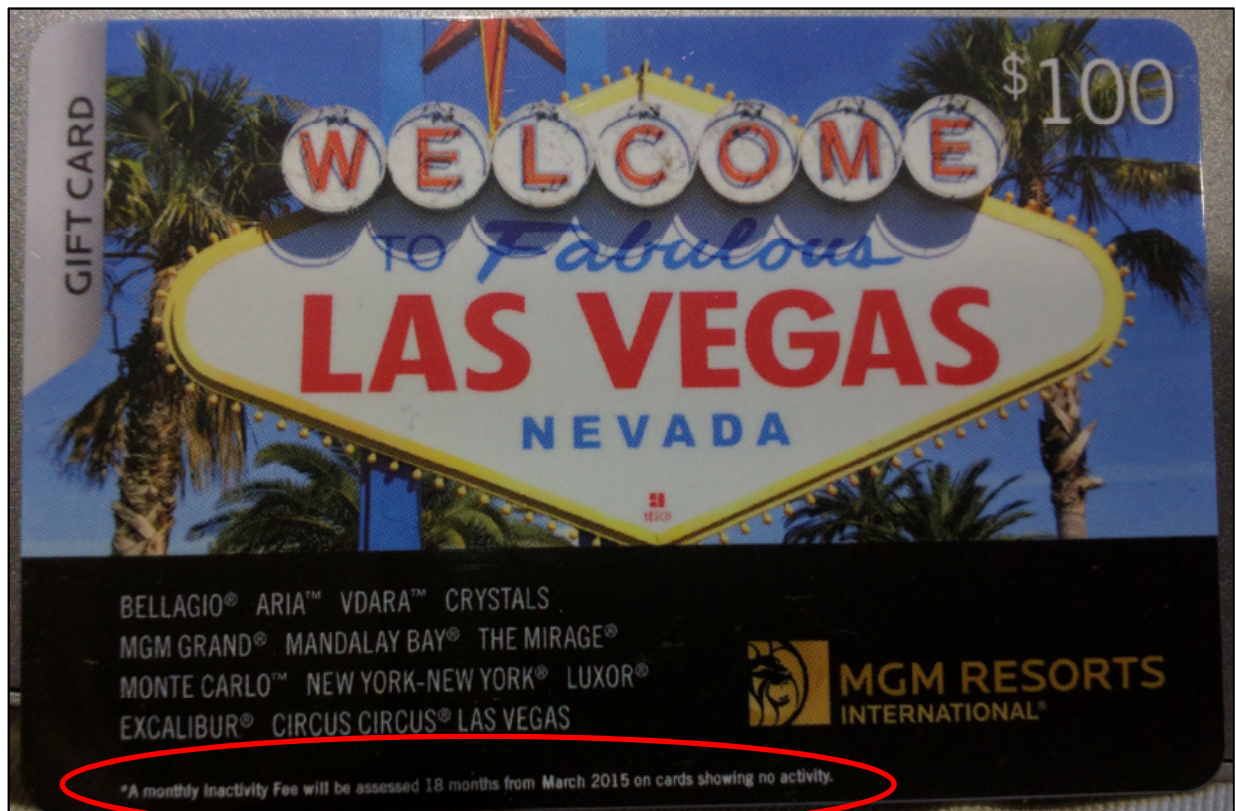 GIFT CARD
$100
WELCOME
TO Fabulous
LAS VEGAS
NEVADA
YESCO
BELLAGIO® ARIA™ VDARA™ CRYSTALS
MGM GRAND® MANDALAY BAY® THE MIRAGE®
MONTE CARLO™ NEW YORK-NEW YORK® LUXOR®
EXCALIBUR® CIRCUS CIRCUS® LAS VEGAS
MGM RESORTS
INTERNATIONAL®
*A monthly Inactivity Fee will be assessed 18 months from March 2015 on cards showing no activity.